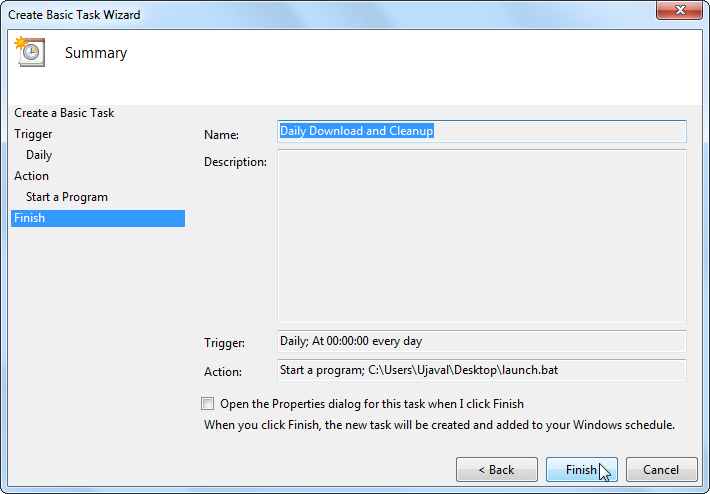 Create Basic Task Wizard
Summary
Create a Basic Task
Trigger
Daily
Action
Start a Program
Finish
Name: Daily Download and Cleanup
Description:
Trigger: Daily; At 00:00:00 every day
Action: Start a program; C:\Users\Ujaval\Desktop\launch.bat
Open the Properties dialog for this task when I click Finish
When you click Finish, the new task will be created and added to your Windows schedule.
< Back Finish Cancel